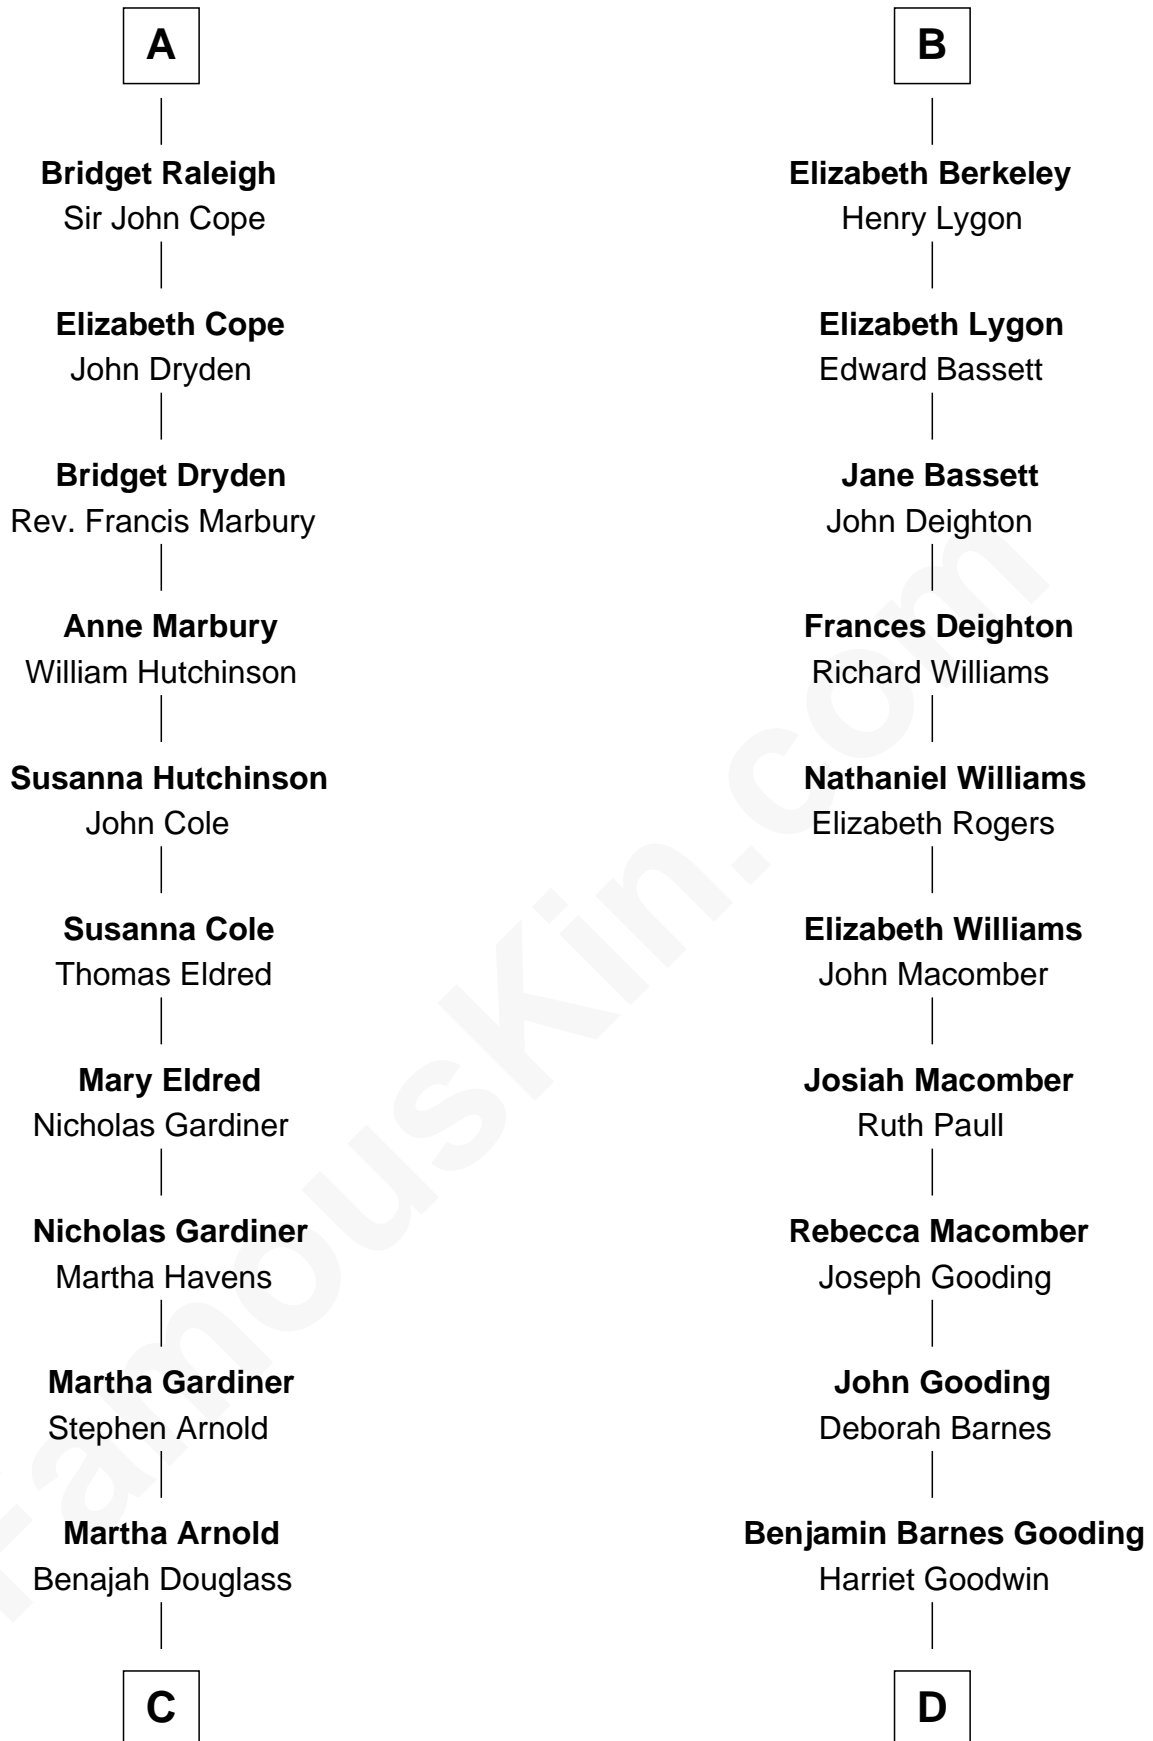 A
Bridget Raleigh
Sir John Cope
Elizabeth Cope
John Dryden
Bridget Dryden
Rev. Francis Marbury
Anne Marbury
William Hutchinson
Susanna Hutchinson
John Cole
Susanna Cole
Thomas Eldred
Mary Eldred
Nicholas Gardiner
Nicholas Gardiner
Martha Havens
Martha Gardiner
Stephen Arnold
Martha Arnold
Benajah Douglass
C
B
Elizabeth Berkeley
Henry Lygon
Elizabeth Lygon
Edward Bassett
Jane Bassett
John Deighton
Frances Deighton
Richard Williams
Nathaniel Williams
Elizabeth Rogers
Elizabeth Williams
John Macomber
Josiah Macomber
Ruth Paull
Rebecca Macomber
Joseph Gooding
John Gooding
Deborah Barnes
Benjamin Barnes Gooding
Harriet Goodwin
D
FamousKin.com